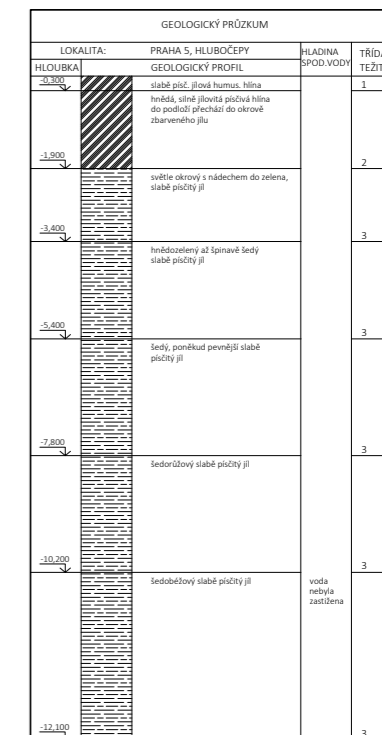 GEOLOGICKÝ PRŮZKUM
LOKALITA: PRAHA 5, HLUBOČEPY
HLADINA
SPOD.VODY
HLOUBKA GEOLOGICKÝ PROFIL
-0,300 slabě písč. jílová humus. hlína 1
hnědá, silně jílovitá písčivá hlína
do podloží přechází do okrově
zbarveného jílu
-1,900 2
světle okrový s nádechem do zelena,
slabě písčitý jíl
-3,400 3
hnědozelený až špinavě šedý
slabě písčitý jíl
-5,400 3
šedý, poněkud pevnější slabě
písčitý jíl
-7,800 3
šedorůžový slabě písčitý jíl
-10,200 3
šedobéžový slabě písčitý jíl
voda
nebyla
zastižena
-12,100 3